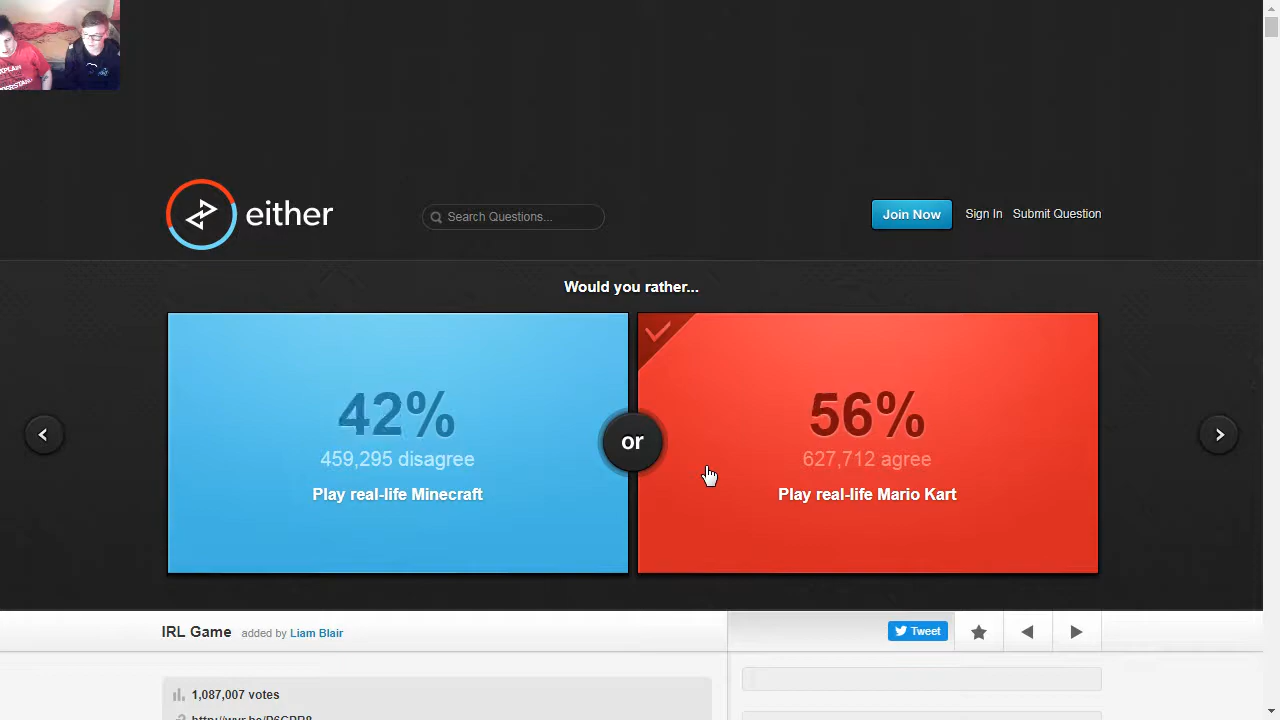 either
Search Questions...
Join Now
Sign In
Submit Question
Would you rather...
42%
459,295 disagree
Play real-life Minecraft
or
56%
627,712 agree
Play real-life Mario Kart
IRL Game added by Liam Blair
Tweet
1,087,007 votes